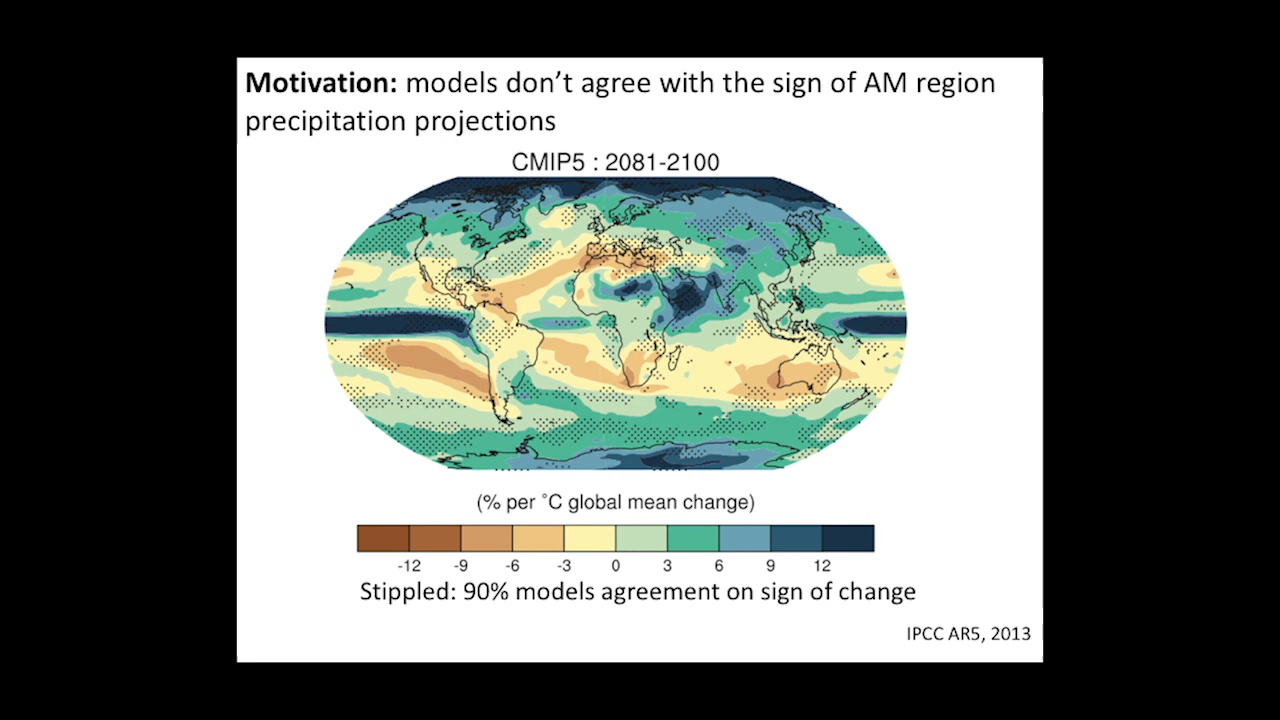 Motivation: models don’t agree with the sign of AM region
precipitation projections
CMIP5 : 2081-2100
(% per ˚C global mean change)
-12 -9 -6 -3 0 3 6 9 12
Stippled: 90% models agreement on sign of change
IPCC AR5, 2013